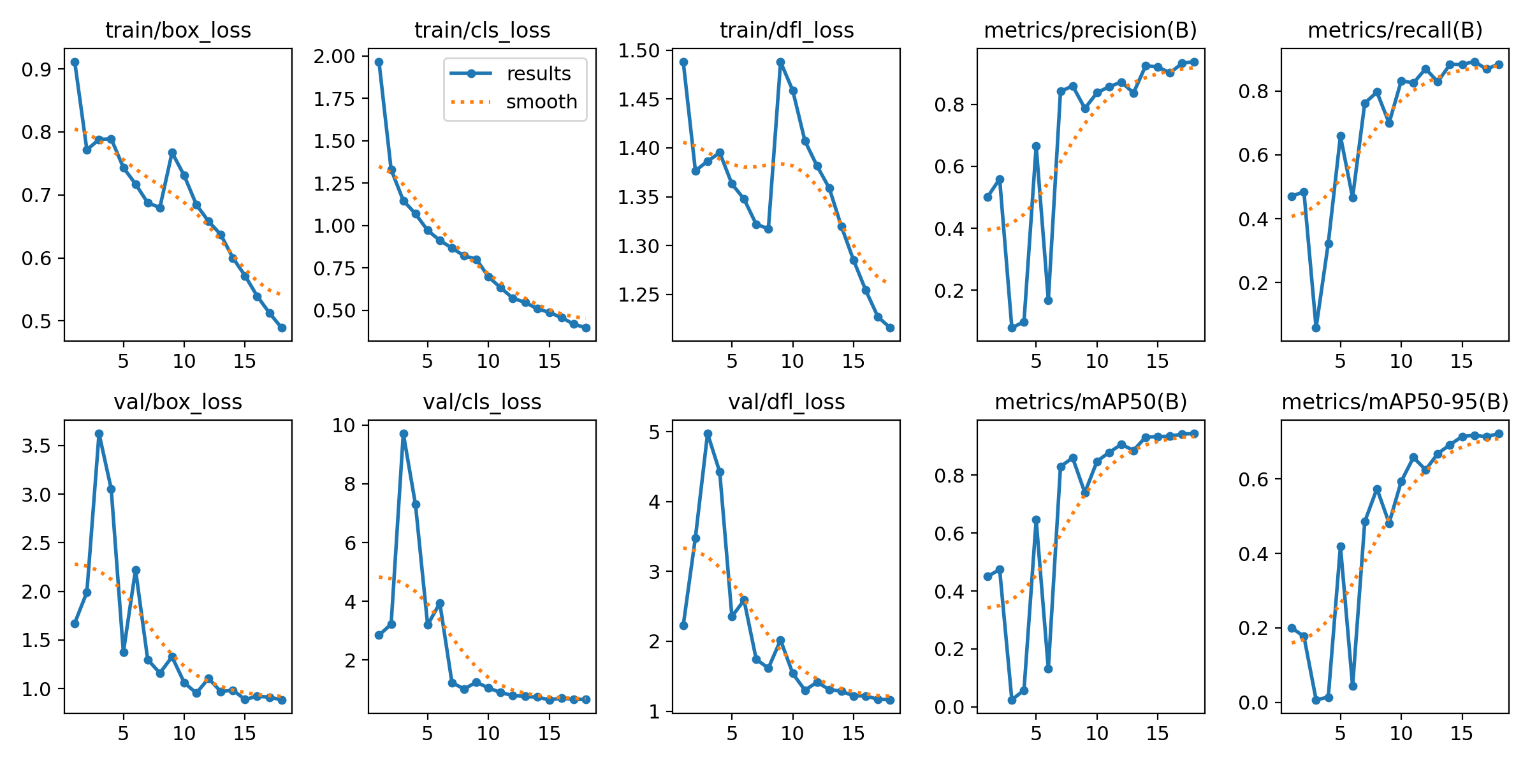 train/box_loss
train/cls_loss
train/dfl_loss
metrics/precision(B)
metrics/recall(B)
0.9
0.8
0.7
0.6
0.5
5 10 15
2.00
1.75
1.50
1.25
1.00
0.75
0.50
results
smooth
5 10 15
1.50
1.45
1.40
1.35
1.30
1.25
5 10 15
0.8
0.6
0.4
0.2
5 10 15
0.8
0.6
0.4
0.2
5 10 15
val/box_loss
val/cls_loss
val/dfl_loss
metrics/mAP50(B)
metrics/mAP50-95(B)
3.5
3.0
2.5
2.0
1.5
1.0
5 10 15
10
8
6
4
2
5 10 15
5
4
3
2
1
5 10 15
0.8
0.6
0.4
0.2
0.0
5 10 15
0.6
0.4
0.2
0.0
5 10 15